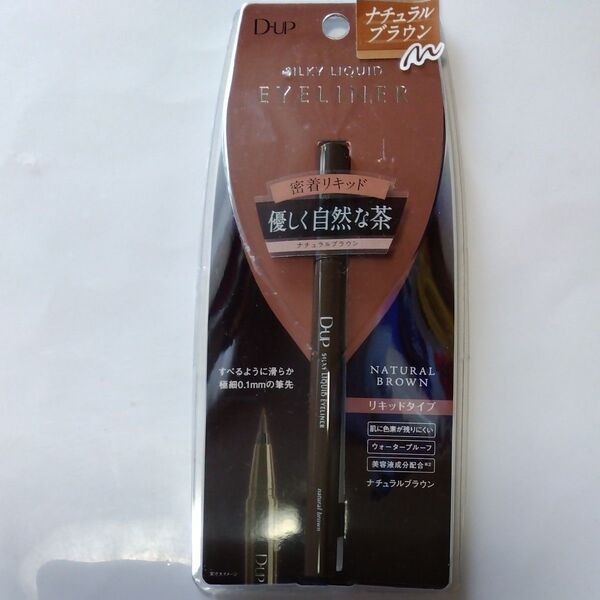 D-UP
ナチュラル
ブラウン
SILKY LIQUID
EYELINER
密着リキッド
優しく自然な茶
ナチュラルブラウン
D-UP
SILKY LIQUID EYELINER
natural brown
すべるように滑らか
極細0.1mmの筆先
NATURAL
BROWN
リキッドタイプ
肌に色素が残りにくい
ウォータープルーフ
美容液成分配合※2
ナチュラルブラウン
D-UP